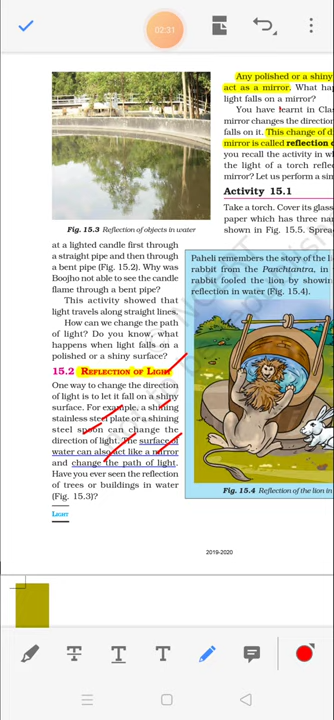 02:31
Any polished or a shiny
act as a mirror. What ha
light falls on a mirror?
You have learnt in Clas
mirror changes the direction
falls on it. This change of d
mirror is called reflection o
you recall the activity in w
the light of a torch refle
mirror? Let us perform a sim
Activity 15.1
Take a torch. Cover its glas
paper which has three nar
shown in Fig. 15.5. Sprea
Fig. 15.3 Reflection of objects in water
at a lighted candle first through
a straight pipe and then through
a bent pipe (Fig. 15.2). Why was
Boojho not able to see the candle
flame through a bent pipe?
This activity showed that
light travels along straight lines.
How can we change the path
of light? Do you know, what
happens when light falls on a
polished or a shiny surface?
15.2 REFLECTION OF LIGHT
One way to change the direction
of light is to let it fall on a shiny
surface. For example, a shining
stainless steel plate or a shining
steel spoon can change the
direction of light. The surface of
water can also act like a mirror
and change the path of light.
Have you ever seen the reflection
of trees or buildings in water
(Fig. 15.3)?
Paheli remembers the story of the li
rabbit from the Panchtantra, in
rabbit fooled the lion by showin
reflection in water (Fig. 15.4).
Fig. 15.4 Reflection of the lion in
LIGHT
2019-2020
T T T